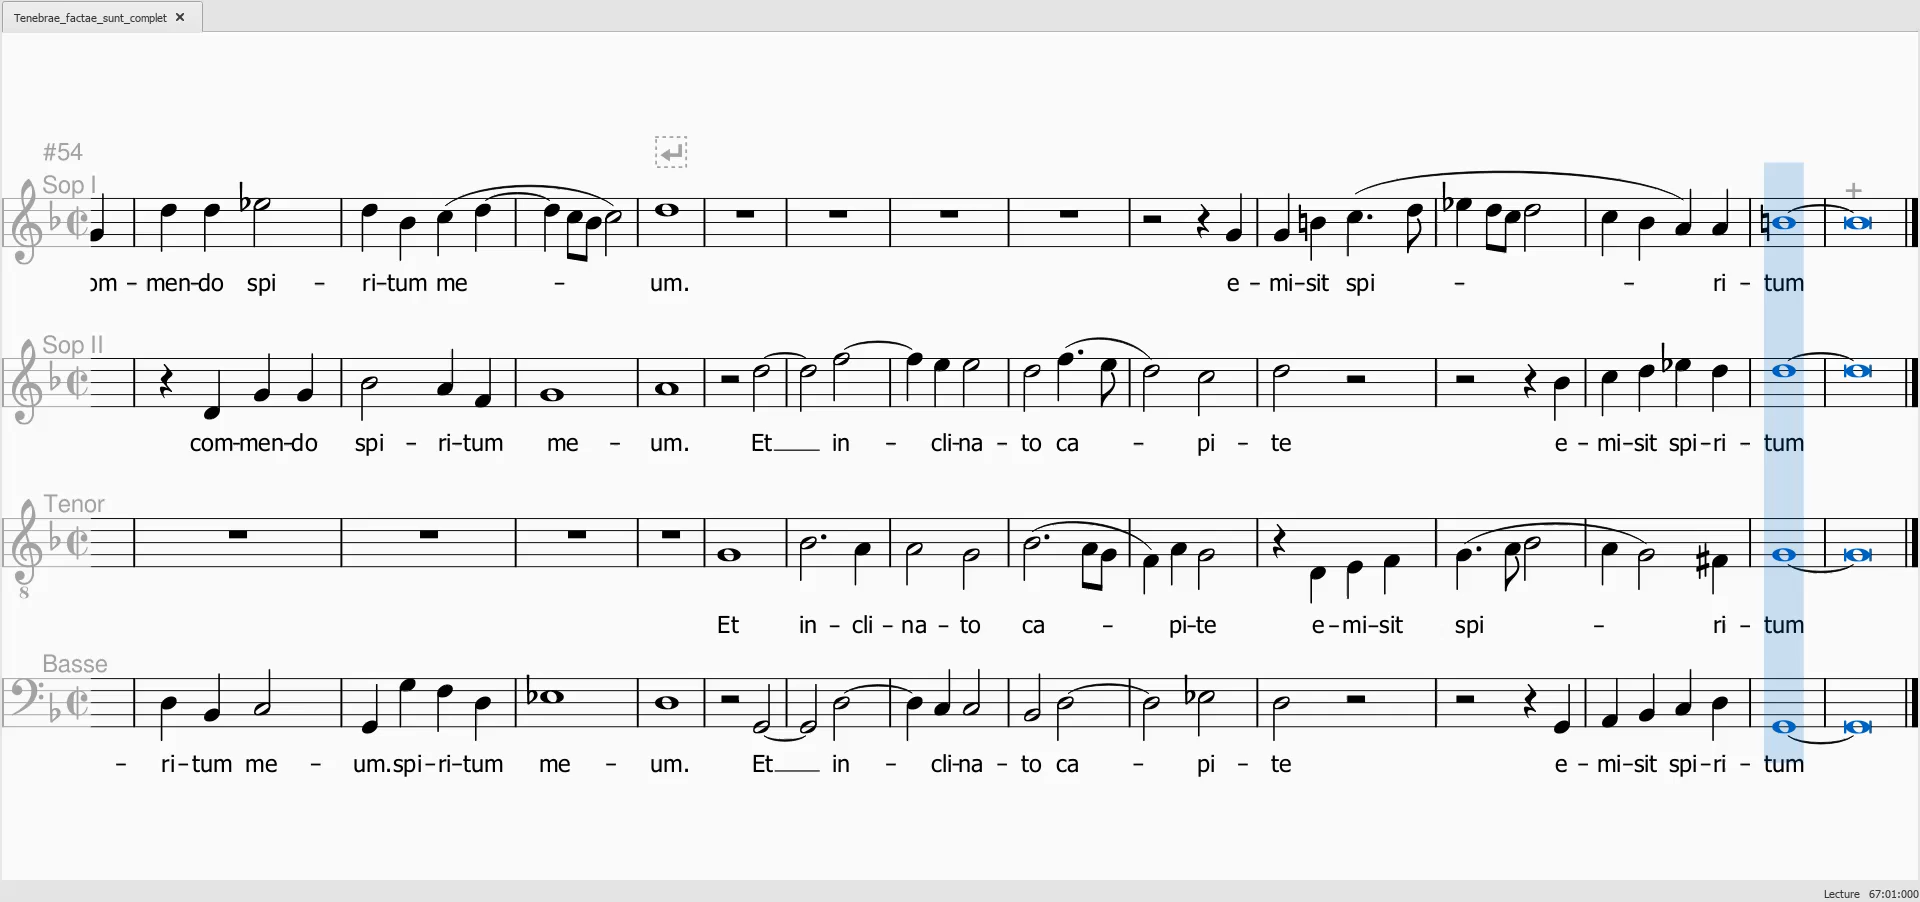 Tenebrae_factae_sunt_complet ×
#54
Sop I
om – men–do spi – ri–tum me – um. e – mi–sit spi – – ri – tum
Sop II
com–men–do spi – ri–tum me – um. Et in – cli–na – to ca – pi – te e – mi–sit spi–ri – tum
Tenor
8
Et in – cli – na – to ca – pi–te e–mi–sit spi – ri – tum
Basse
– ri–tum me – um.spi–ri–tum me – um. Et in – cli–na – to ca – pi – te e – mi–sit spi–ri – tum
Lecture 67:01:000